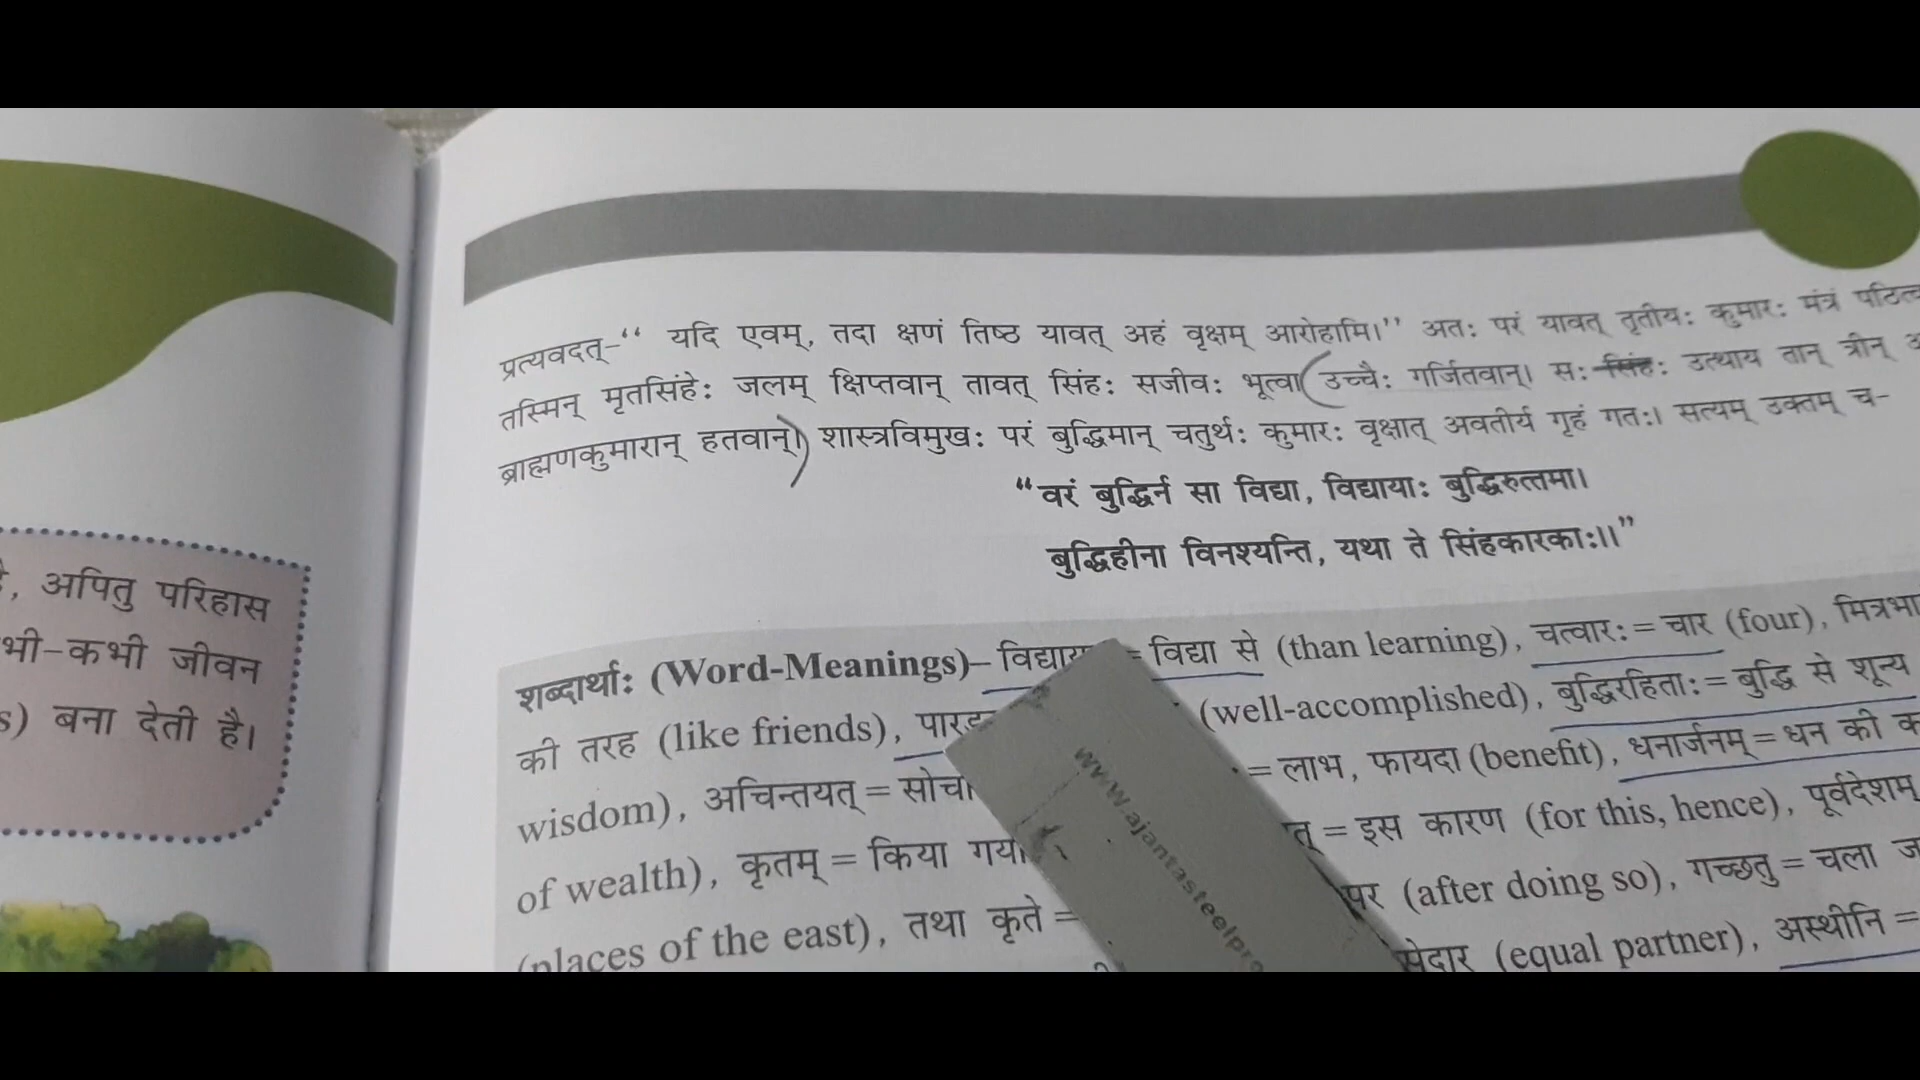 अपितु परिहास
भी-कभी जीवन
s) बना देती है।
प्रत्यवदत्-“ यदि एवम्, तदा क्षणं तिष्ठ यावत् अहं वृक्षम् आरोहामि।” अतः परं यावत् तृतीयः कुमारः मंत्रं
तस्मिन् मृतसिंहेः जलम् क्षिप्तवान् तावत् सिंहः सजीवः भूत्वा उच्चैः गर्जितवान्। सः सिंहः उत्थाय तान् त्रीन्
ब्राह्मणकुमारान् हतवान्। शास्त्रविमुखः परं बुद्धिमान् चतुर्थः कुमारः वृक्षात् अवतीर्य गृहं गतः। सत्यम् उक्तम् च-
“वरं बुद्धिर्न सा विद्या, विद्यायाः बुद्धिरुत्तमा।
बुद्धिहीना विनश्यन्ति, यथा ते सिंहकारकाः।।”
शब्दार्थाः (Word-Meanings)– = विद्या से (than learning), चत्वारः = चार (four),
की तरह (like friends), (well-accomplished), बुद्धिरहिताः = बुद्धि से शून्य
wisdom), अचिन्तयत् = सोचा = लाभ, फायदा (benefit), धनार्जनम् = धन की
of wealth), कृतम् = किया गया = इस कारण (for this, hence), पूर्वदेशम्
(places of the east), तथा कृते = पर (after doing so), गच्छतु = चला
(equal partner), अस्थीनि =
www.ajantasteelpro